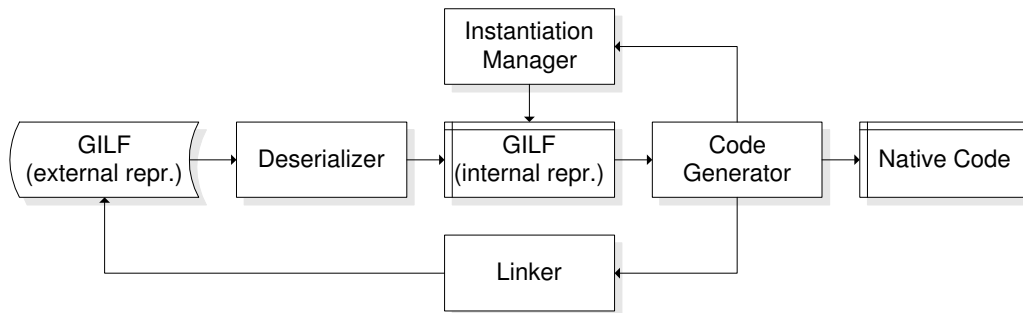 Instantiation
Manager
GILF
(external repr.)
Deserializer
GILF
(internal repr.)
Code
Generator
Native Code
Linker